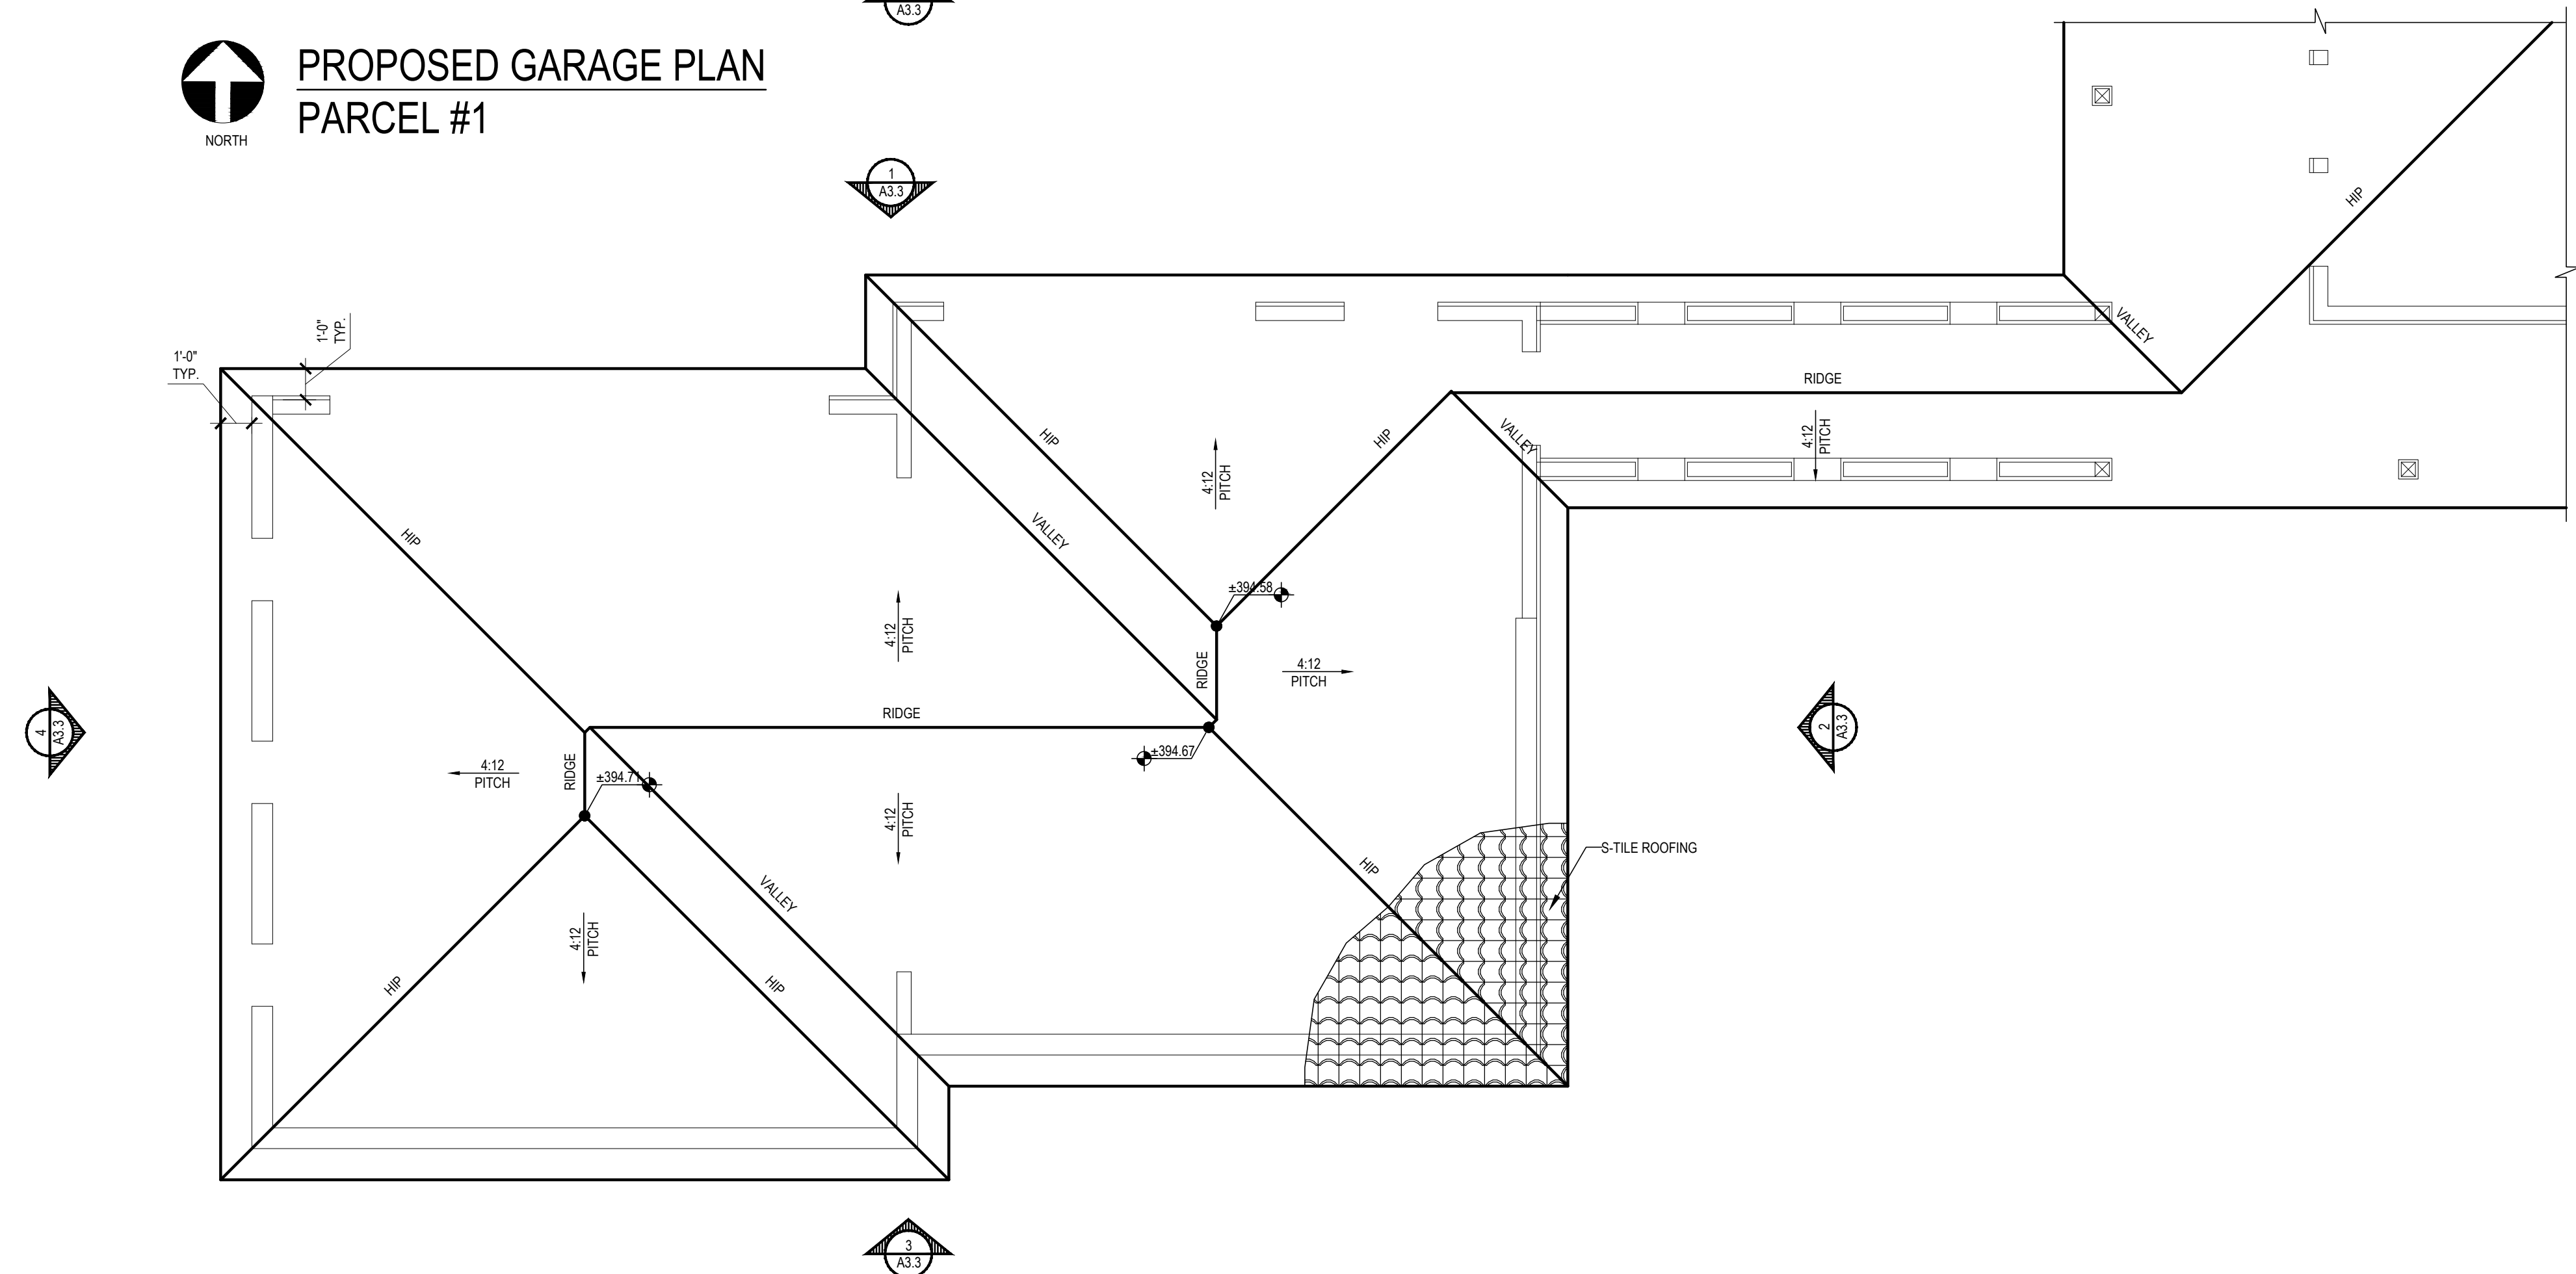 A3.3
PROPOSED GARAGE PLAN
PARCEL #1
NORTH
1
A3.3
HIP
1'-0"
TYP.
1'-0"
TYP.
VALLEY
RIDGE
HIP
HIP
VALLEY
4:12
PITCH
4:12
PITCH
HIP
VALLEY
±394.58
4:12
PITCH
RIDGE
4:12
PITCH
RIDGE
4
A3.3
2
A3.3
±394.67
RIDGE
4:12
PITCH
±394.71
4:12
PITCH
S-TILE ROOFING
HIP
VALLEY
4:12
PITCH
HIP
HIP
3
A3.3